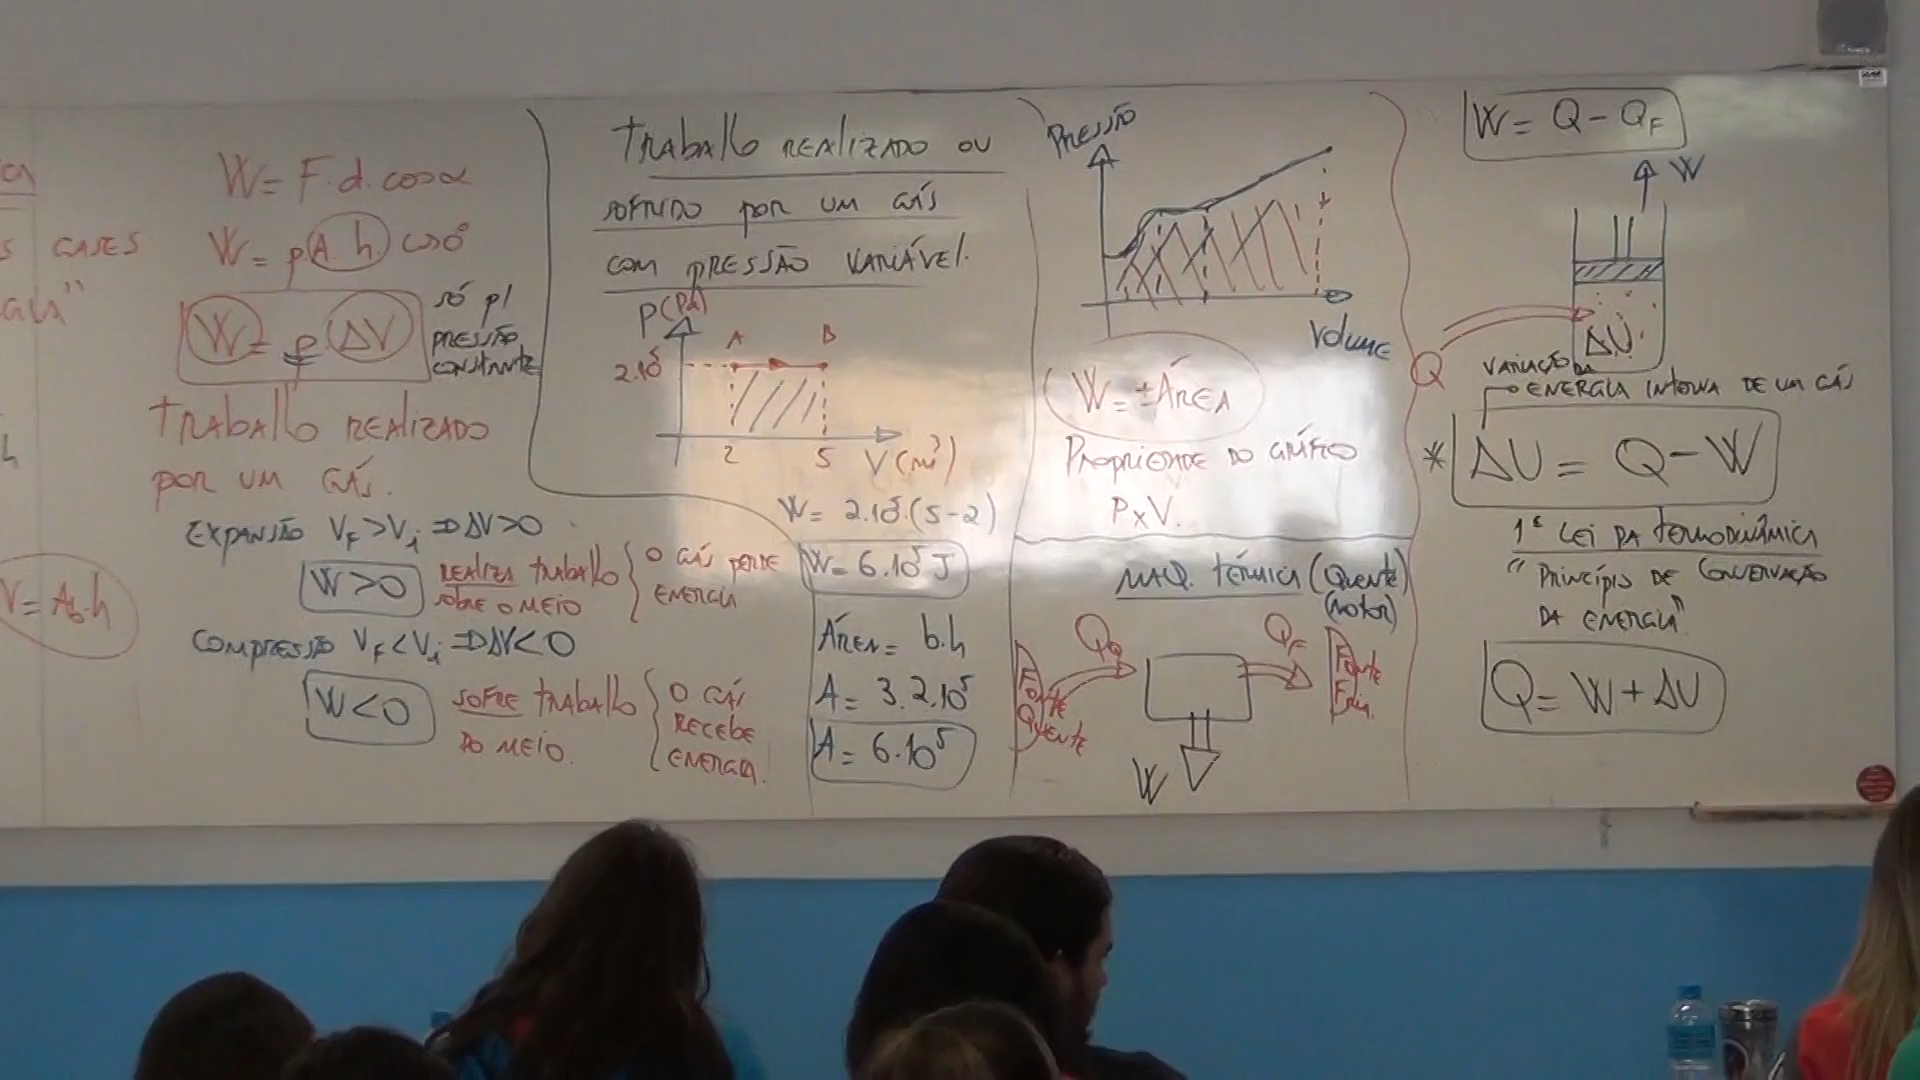 S GASES
W = F.d.cosα
W = p(A.h) cos0°
W = p ΔV
só p/
PRESSÃO
CONSTANTE
TRABALHO REALIZADO
POR UM GÁS.
EXPANSÃO VF > Vi ⇒ ΔV > 0
W > 0
REALIZA TRABALHO
SOBRE O MEIO
O GÁS PERDE
ENERGIA
COMPRESSÃO VF < Vi ⇒ ΔV < 0
W < 0
SOFRE TRABALHO
DO MEIO.
O GÁS
RECEBE
ENERGIA.
V = Ab.h
TRABALHO REALIZADO OU
SOFRIDO POR UM GÁS
COM PRESSÃO VARIÁVEL.
P(Pa)
A B
2.10⁵
2 5 V(m³)
W = 2.10⁵.(5-2)
W = 6.10⁵ J
ÁREA = b.h
A = 3.2.10⁵
A = 6.10⁵
PRESSÃO
VOLUME
W = ±ÁREA
PROPRIEDADE DO GRÁFICO
PxV.
MAQ. TÉRMICA (QUENTE)
(MOTOR)
QQ QF
FONTE
QUENTE
FONTE
FRIA.
W
W = Q - QF
W
ΔU
Q
VARIAÇÃO DA
ENERGIA INTERNA DE UM GÁS
* ΔU = Q - W
1ª LEI DA TERMODINÂMICA
"PRINCÍPIO DE CONSERVAÇÃO
DA ENERGIA"
Q = W + ΔU